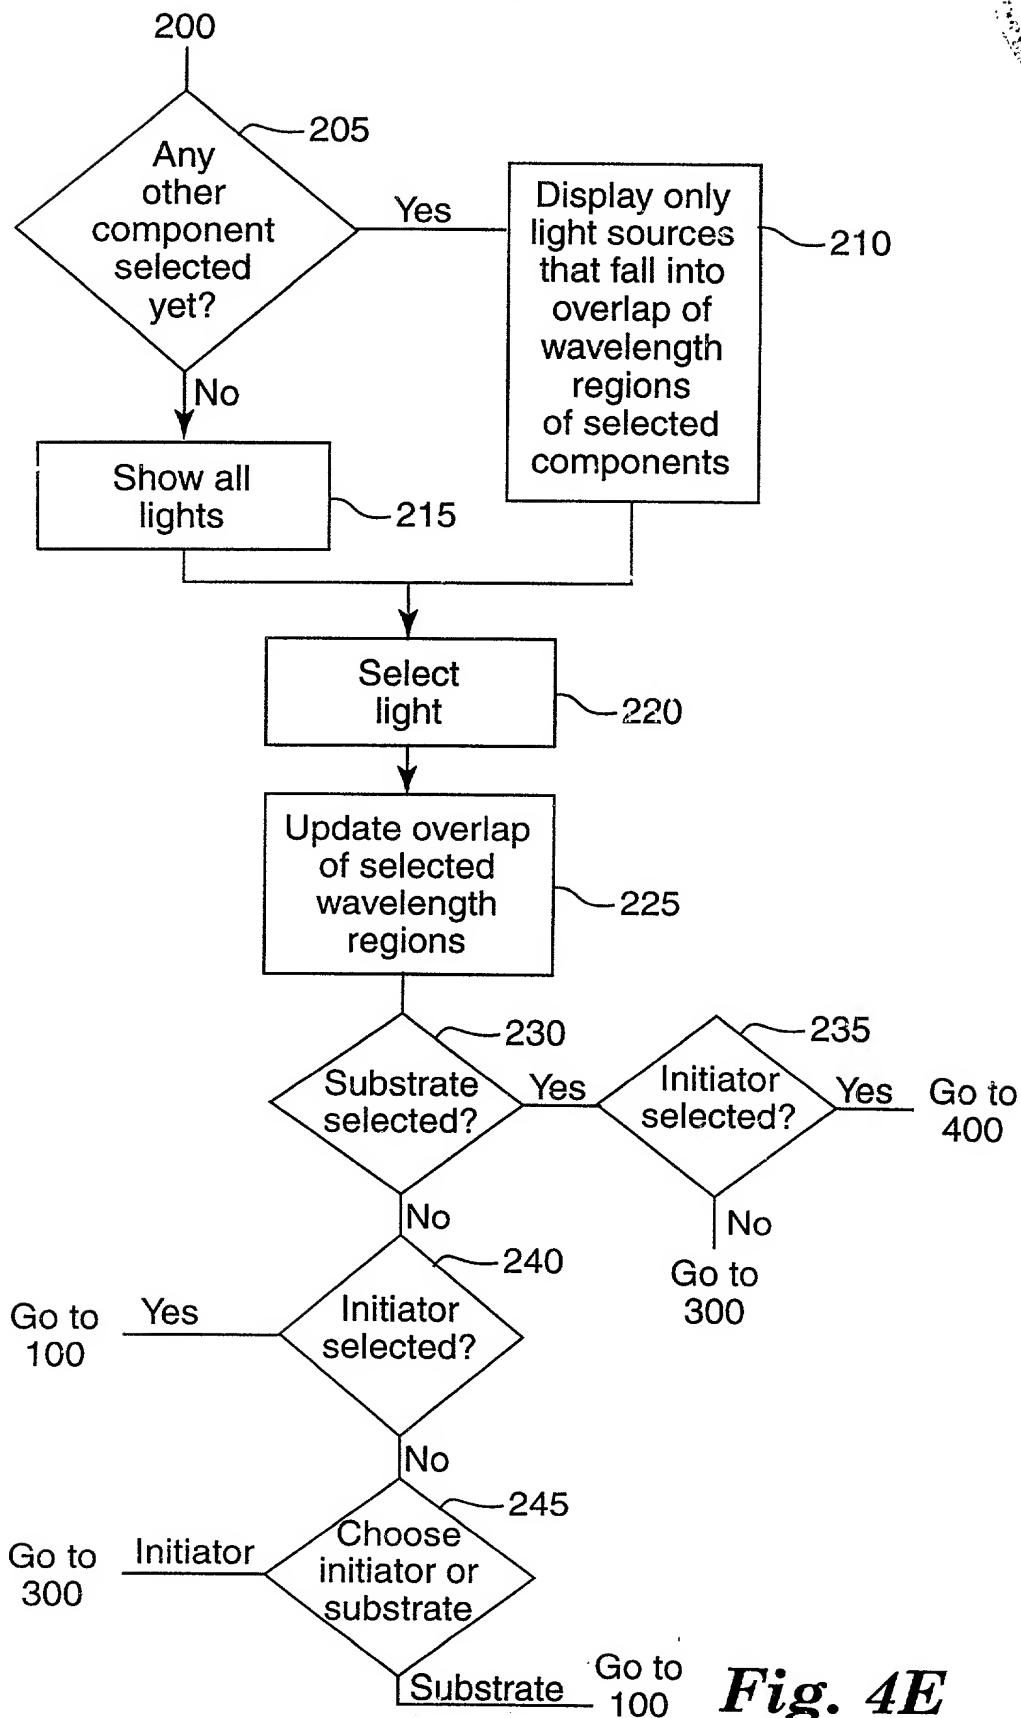 200
205
Any
other
component
selected
yet?
Yes
Display only
light sources
that fall into
overlap of
wavelength
regions
of selected
components
210
No
Show all
lights
215
Select
light
220
Update overlap
of selected
wavelength
regions
225
230
Substrate
selected?
Yes
235
Initiator
selected?
Yes
Go to
400
No
Go to
300
No
240
Initiator
selected?
Yes
Go to
100
No
245
Choose
initiator or
substrate
Initiator
Go to
300
Substrate
Go to
100
Fig. 4E